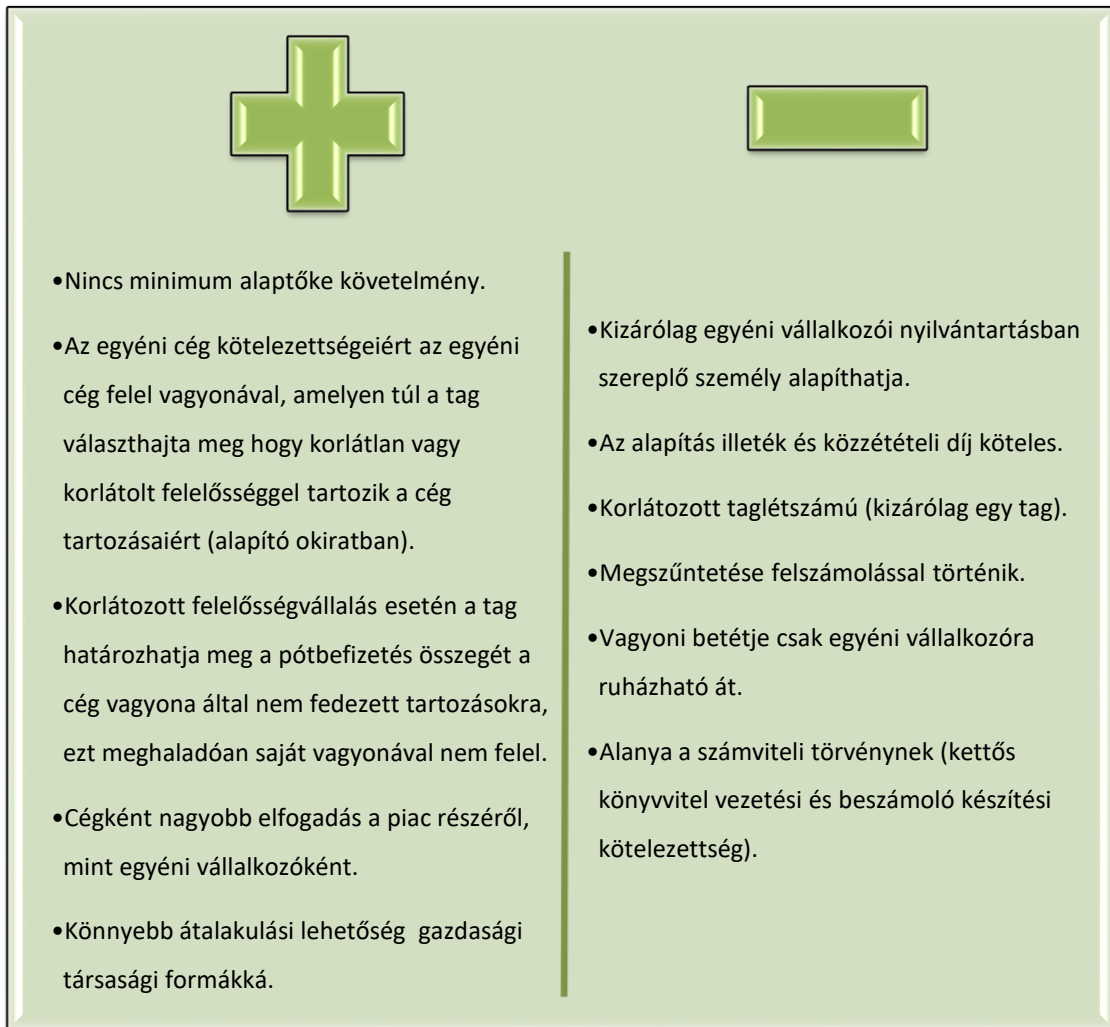 •Nincs minimum alaptőke követelmény.
•Az egyéni cég kötelezettségeiért az egyéni
cég felel vagyonával, amelyen túl a tag
választhajta meg hogy korlátlan vagy
korlátolt felelősséggel tartozik a cég
tartozásaiért (alapító okiratban).
•Korlátozott felelősségvállalás esetén a tag
határozhatja meg a pótbefizetés összegét a
cég vagyona által nem fedezett tartozásokra,
ezt meghaladóan saját vagyonával nem felel.
•Cégként nagyobb elfogadás a piac részéről,
mint egyéni vállalkozóként.
•Könnyebb átalakulási lehetőség gazdasági
társasági formákká.
•Kizárólag egyéni vállalkozói nyilvántartásban
szereplő személy alapíthatja.
•Az alapítás illeték és közzétételi díj köteles.
•Korlátozott taglétszámú (kizárólag egy tag).
•Megszűntetése felszámolással történik.
•Vagyoni betétje csak egyéni vállalkozóra
ruházható át.
•Alanya a számviteli törvénynek (kettős
könyvvitel vezetési és beszámoló készítési
kötelezettség).